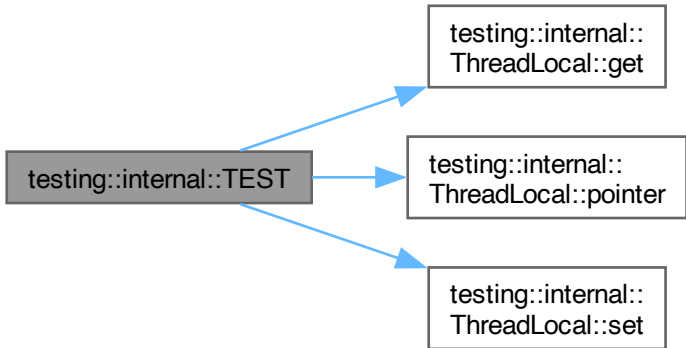 testing::internal::
ThreadLocal::get
testing::internal::TEST
testing::internal::
ThreadLocal::pointer
testing::internal::
ThreadLocal::set